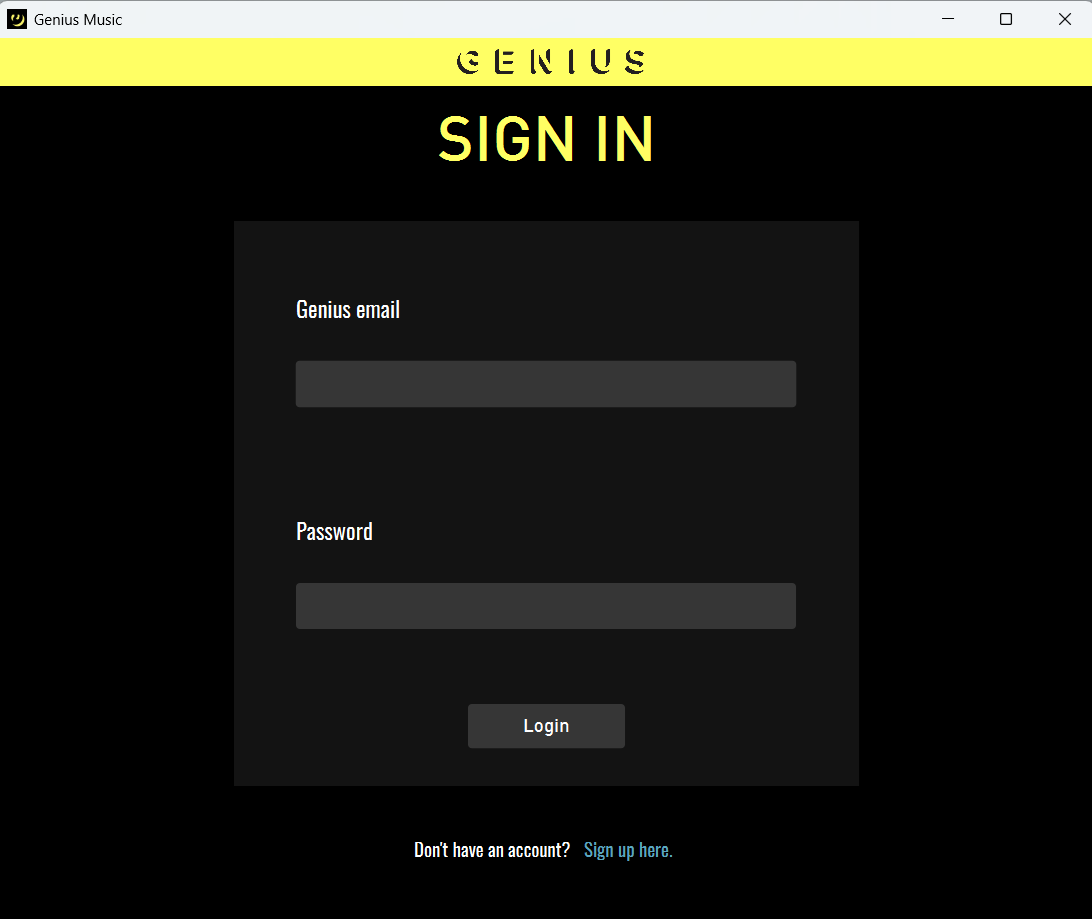 Genius Music
GENIUS
SIGN IN
Genius email
Password
Login
Don't have an account? Sign up here.